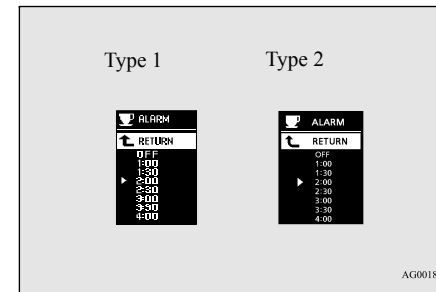 Type 1
Type 2
ALARM
RETURN
OFF
1:00
1:30
2:00
2:30
3:00
3:30
4:00
ALARM
RETURN
OFF
1:00
1:30
2:00
2:30
3:00
3:30
4:00
AG0018